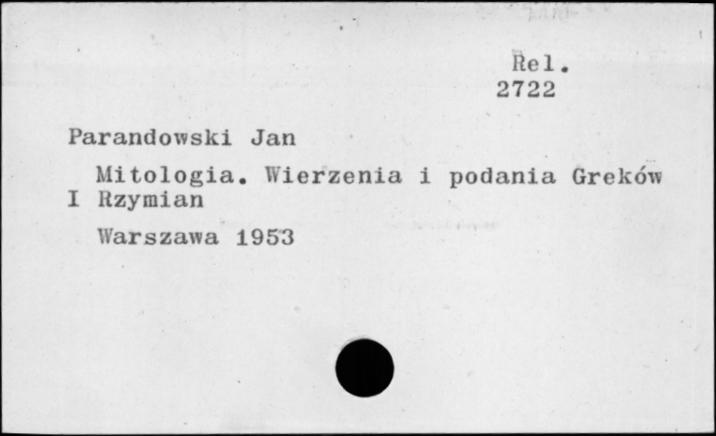 Rel.
2722
Parandowski Jan
Mitologia. Wierzenia i podania Greków
I Rzymian
Warszawa 1953